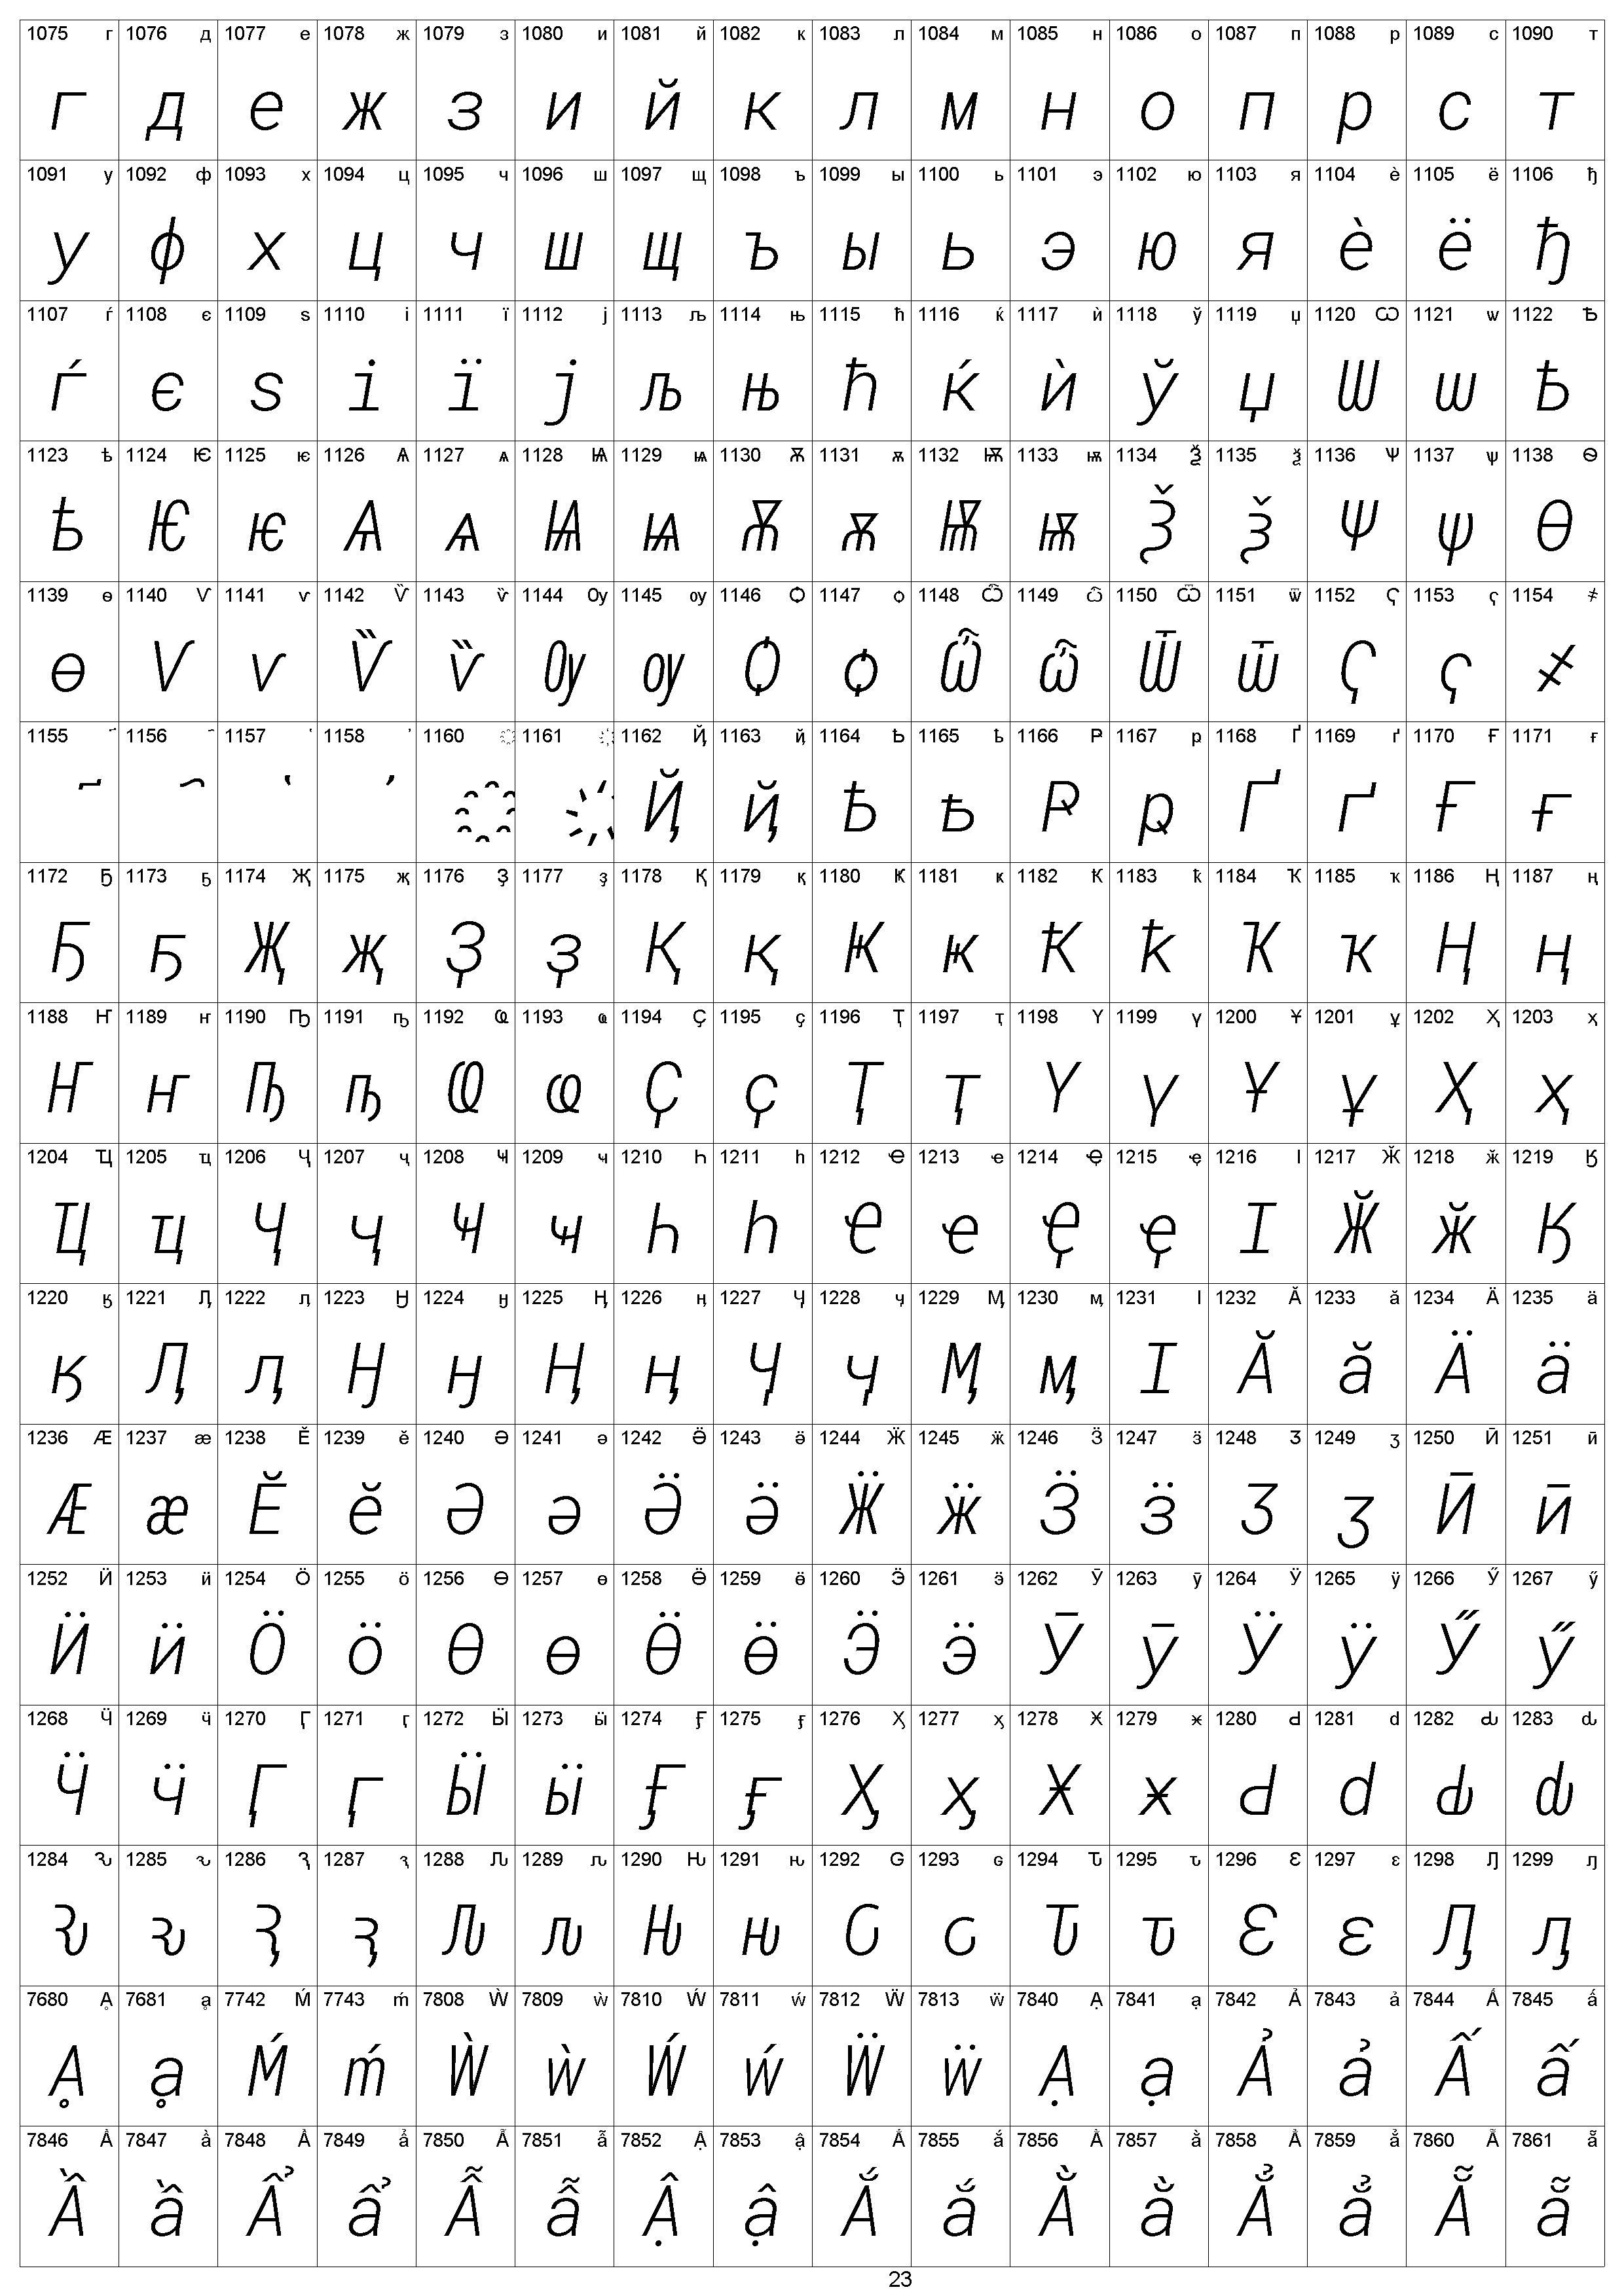 1075 г 1076 д 1077 е 1078 ж 1079 з 1080 и 1081 й 1082 к 1083 л 1084 м 1085 н 1086 о 1087 п 1088 р 1089 с 1090 т
г д е ж з и й к л м н о п р с т
1091 у 1092 ф 1093 х 1094 ц 1095 ч 1096 ш 1097 щ 1098 ъ 1099 ы 1100 ь 1101 э 1102 ю 1103 я 1104 ѐ 1105 ё 1106 ђ
у ф х ц ч ш щ ъ ы ь э ю я ѐ ё ђ
1107 ѓ 1108 є 1109 ѕ 1110 і 1111 ї 1112 ј 1113 љ 1114 њ 1115 ћ 1116 ќ 1117 ѝ 1118 ў 1119 џ 1120 Ѡ 1121 ѡ 1122 Ѣ
ѓ є ѕ і ї ј љ њ ћ ќ ѝ ў џ Ѡ ѡ Ѣ
1123 ѣ 1124 Ѥ 1125 ѥ 1126 Ѧ 1127 ѧ 1128 Ѩ 1129 ѩ 1130 Ѫ 1131 ѫ 1132 Ѭ 1133 ѭ 1134 Ѯ 1135 ѯ 1136 Ѱ 1137 ѱ 1138 Ѳ
ѣ Ѥ ѥ Ѧ ѧ Ѩ ѩ Ѫ ѫ Ѭ ѭ Ѯ ѯ Ѱ ѱ Ѳ
1139 ѳ 1140 Ѵ 1141 ѵ 1142 Ѷ 1143 ѷ 1144 Ѹ 1145 ѹ 1146 Ѻ 1147 ѻ 1148 Ѽ 1149 ѽ 1150 Ѿ 1151 ѿ 1152 Ҁ 1153 ҁ 1154 ҂
ѳ Ѵ ѵ Ѷ ѷ Ѹ ѹ Ѻ ѻ Ѽ ѽ Ѿ ѿ Ҁ ҁ ҂
1155 ҃ 1156 ҄ 1157 ҅ 1158 ҆ 1160 ҈ 1161 ҉ 1162 Ҋ 1163 ҋ 1164 Ҍ 1165 ҍ 1166 Ҏ 1167 ҏ 1168 Ґ 1169 ґ 1170 Ғ 1171 ғ
҃ ҄ ҅ ҆ ҈ ҉ Ҋ ҋ Ҍ ҍ Ҏ ҏ Ґ ґ Ғ ғ
1172 Ҕ 1173 ҕ 1174 Җ 1175 җ 1176 Ҙ 1177 ҙ 1178 Қ 1179 қ 1180 Ҝ 1181 ҝ 1182 Ҟ 1183 ҟ 1184 Ҡ 1185 ҡ 1186 Ң 1187 ң
Ҕ ҕ Җ җ Ҙ ҙ Қ қ Ҝ ҝ Ҟ ҟ Ҡ ҡ Ң ң
1188 Ҥ 1189 ҥ 1190 Ҧ 1191 ҧ 1192 Ҩ 1193 ҩ 1194 Ҫ 1195 ҫ 1196 Ҭ 1197 ҭ 1198 Ү 1199 ү 1200 Ұ 1201 ұ 1202 Ҳ 1203 ҳ
Ҥ ҥ Ҧ ҧ Ҩ ҩ Ҫ ҫ Ҭ ҭ Ү ү Ұ ұ Ҳ ҳ
1204 Ҵ 1205 ҵ 1206 Ҷ 1207 ҷ 1208 Ҹ 1209 ҹ 1210 Һ 1211 һ 1212 Ҽ 1213 ҽ 1214 Ҿ 1215 ҿ 1216 Ӏ 1217 Ӂ 1218 ӂ 1219 Ӄ
Ҵ ҵ Ҷ ҷ Ҹ ҹ Һ һ Ҽ ҽ Ҿ ҿ Ӏ Ӂ ӂ Ӄ
1220 ӄ 1221 Ӆ 1222 ӆ 1223 Ӈ 1224 ӈ 1225 Ӊ 1226 ӊ 1227 Ӌ 1228 ӌ 1229 Ӎ 1230 ӎ 1231 ӏ 1232 Ӑ 1233 ӑ 1234 Ӓ 1235 ӓ
ӄ Ӆ ӆ Ӈ ӈ Ӊ ӊ Ӌ ӌ Ӎ ӎ ӏ Ӑ ӑ Ӓ ӓ
1236 Ӕ 1237 ӕ 1238 Ӗ 1239 ӗ 1240 Ә 1241 ә 1242 Ӛ 1243 ӛ 1244 Ӝ 1245 ӝ 1246 Ӟ 1247 ӟ 1248 Ӡ 1249 ӡ 1250 Ӣ 1251 ӣ
Ӕ ӕ Ӗ ӗ Ә ә Ӛ ӛ Ӝ ӝ Ӟ ӟ Ӡ ӡ Ӣ ӣ
1252 Ӥ 1253 ӥ 1254 Ӧ 1255 ӧ 1256 Ө 1257 ө 1258 Ӫ 1259 ӫ 1260 Ӭ 1261 ӭ 1262 Ӯ 1263 ӯ 1264 Ӱ 1265 ӱ 1266 Ӳ 1267 ӳ
Ӥ ӥ Ӧ ӧ Ө ө Ӫ ӫ Ӭ ӭ Ӯ ӯ Ӱ ӱ Ӳ ӳ
1268 Ӵ 1269 ӵ 1270 Ӷ 1271 ӷ 1272 Ӹ 1273 ӹ 1274 Ӻ 1275 ӻ 1276 Ӽ 1277 ӽ 1278 Ӿ 1279 ӿ 1280 Ԁ 1281 ԁ 1282 Ԃ 1283 ԃ
Ӵ ӵ Ӷ ӷ Ӹ ӹ Ӻ ӻ Ӽ ӽ Ӿ ӿ Ԁ ԁ Ԃ ԃ
1284 Ԅ 1285 ԅ 1286 Ԇ 1287 ԇ 1288 Ԉ 1289 ԉ 1290 Ԋ 1291 ԋ 1292 Ԍ 1293 ԍ 1294 Ԏ 1295 ԏ 1296 Ԑ 1297 ԑ 1298 Ԓ 1299 ԓ
Ԅ ԅ Ԇ ԇ Ԉ ԉ Ԋ ԋ Ԍ ԍ Ԏ ԏ Ԑ ԑ Ԓ ԓ
7680 Ḁ 7681 ḁ 7742 Ḿ 7743 ḿ 7808 Ẁ 7809 ẁ 7810 Ẃ 7811 ẃ 7812 Ẅ 7813 ẅ 7840 Ạ 7841 ạ 7842 Ả 7843 ả 7844 Ấ 7845 ấ
Ḁ ḁ Ḿ ḿ Ẁ ẁ Ẃ ẃ Ẅ ẅ Ạ ạ Ả ả Ấ ấ
7846 Ầ 7847 ầ 7848 Ẩ 7849 ẩ 7850 Ẫ 7851 ẫ 7852 Ậ 7853 ậ 7854 Ắ 7855 ắ 7856 Ằ 7857 ằ 7858 Ẳ 7859 ẳ 7860 Ẵ 7861 ẵ
Ầ ầ Ẩ ẩ Ẫ ẫ Ậ ậ Ắ ắ Ằ ằ Ẳ ẳ Ẵ ẵ
23